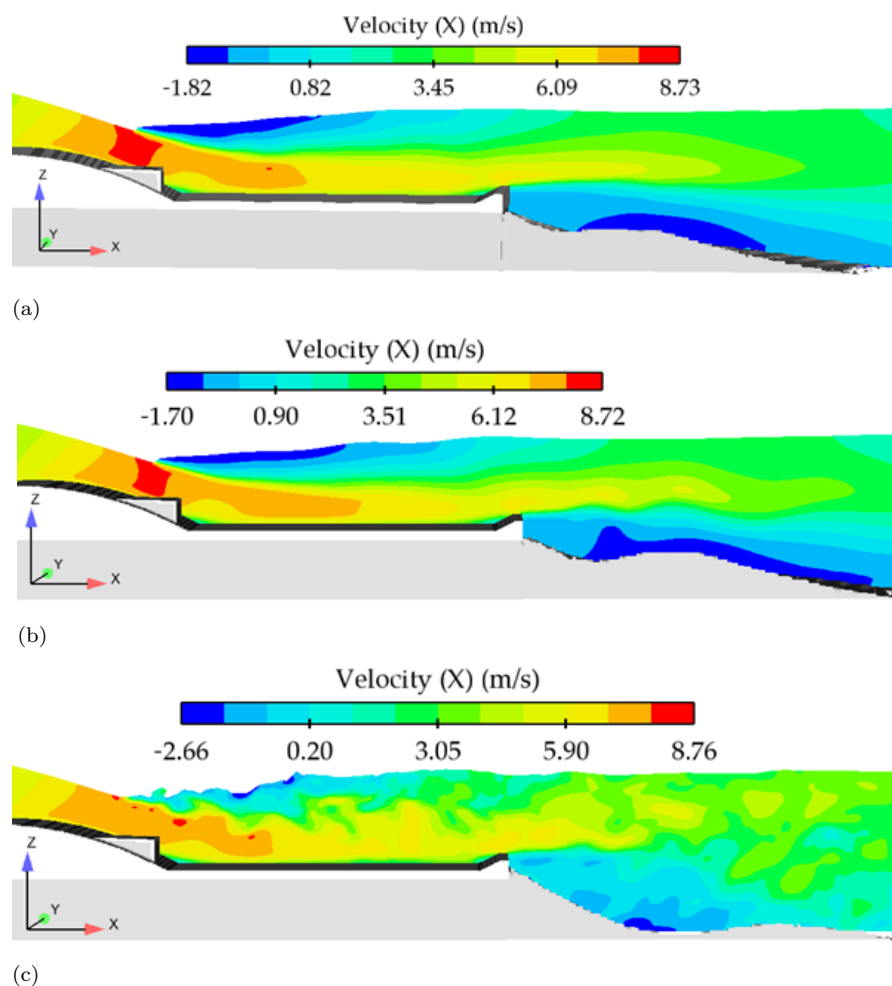 Velocity (X) (m/s)
-1.82 0.82 3.45 6.09 8.73
Z
Y
X
(a)
Velocity (X) (m/s)
-1.70 0.90 3.51 6.12 8.72
Z
Y
X
(b)
Velocity (X) (m/s)
-2.66 0.20 3.05 5.90 8.76
Z
Y
X
(c)